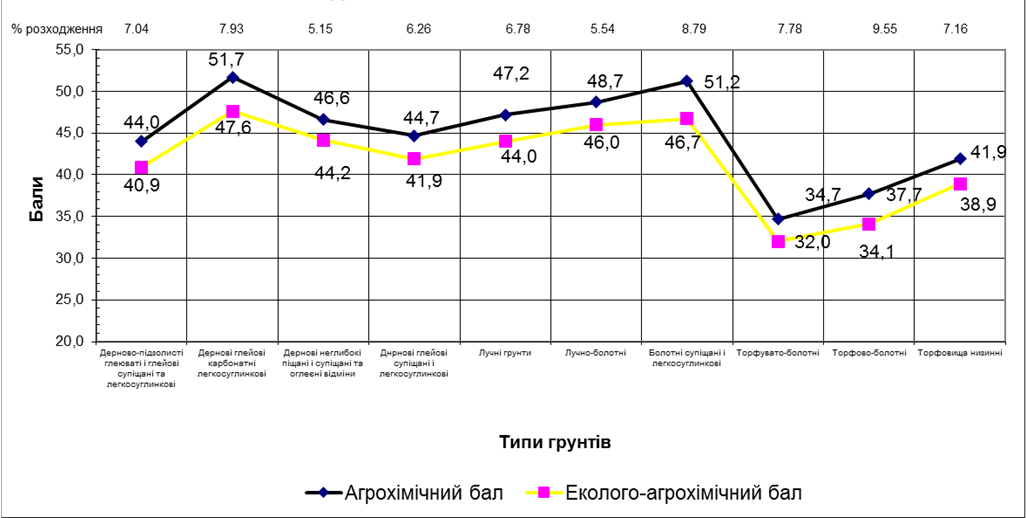 % розходження 7.04 7.93 5.15 6.26 6.78 5.54 8.79 7.78 9.55 7.16
55,0
50,0
45,0
40,0
35,0
30,0
25,0
20,0
Бали
44,0 51,7 46,6 44,7 47,2 48,7 51,2 34,7 37,7 41,9
40,9 47,6 44,2 41,9 44,0 46,0 46,7 32,0 34,1 38,9
Дерново-підзолисті
глеюваті і глейові
супіщані та
легкосуглинкові
Дернові глейові
карбонатні
легкосуглинкові
Дернові неглибокі
піщані і супіщані та
оглеєні відміни
Днрнові глейові
супіщані і
легкосуглинкові
Лучні грунти
Лучно-болотні
Болотні супіщані і
легкосуглинкові
Торфувато-болотні
Торфово-болотні
Торфовища низинні
Типи грунтів
Агрохімічний бал
Еколого-агрохімічний бал